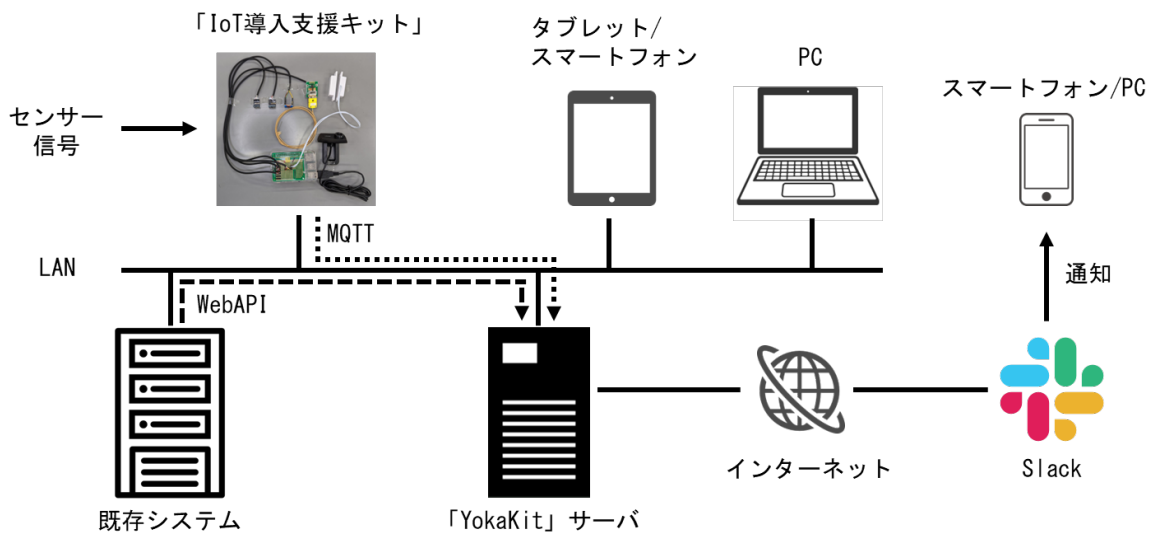 「IoT導入支援キット」
タブレット/
スマートフォン
PC
スマートフォン/PC
センサー
信号
MQTT
LAN
WebAPI
通知
既存システム
「YokaKit」サーバ
インターネット
Slack